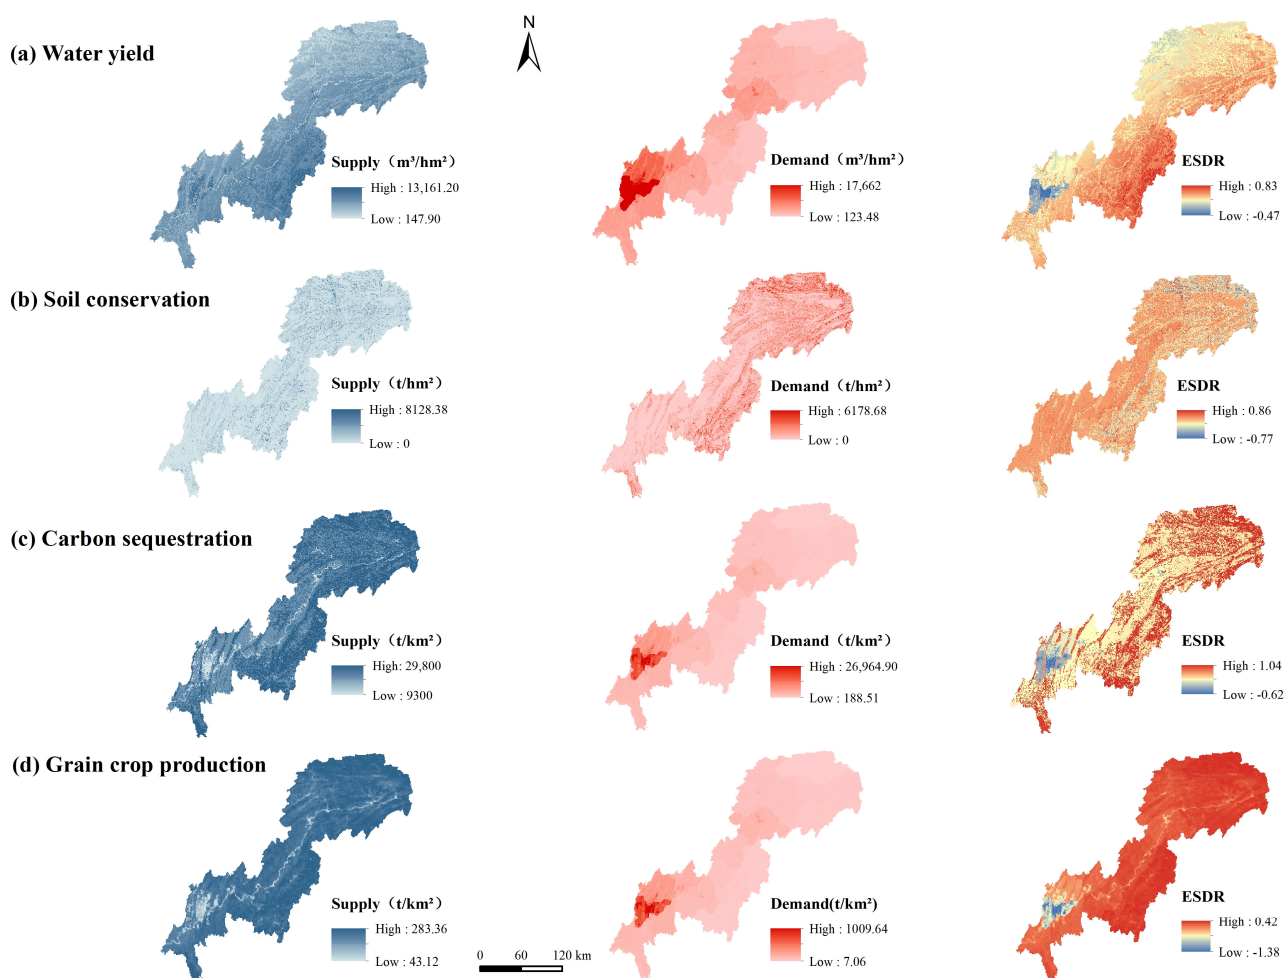 N
(a) Water yield
Supply（m³/hm²）
High : 13,161.20
Low : 147.90
Demand（m³/hm²）
High : 17,662
Low : 123.48
ESDR
High : 0.83
Low : -0.47
(b) Soil conservation
Supply（t/hm²）
High : 8128.38
Low : 0
Demand（t/hm²）
High : 6178.68
Low : 0
ESDR
High : 0.86
Low : -0.77
(c) Carbon sequestration
Supply（t/km²）
High: 29,800
Low : 9300
Demand（t/km²）
High : 26,964.90
Low : 188.51
ESDR
High : 1.04
Low : -0.62
(d) Grain crop production
Supply（t/km²）
High : 283.36
Low : 43.12
Demand(t/km²)
High : 1009.64
Low : 7.06
ESDR
High : 0.42
Low : -1.38
0 60 120 km